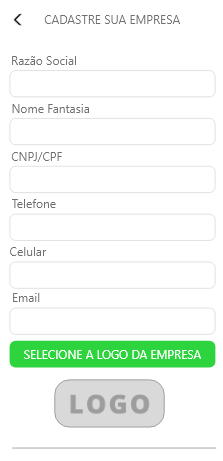 CADASTRE SUA EMPRESA
Razão Social
Nome Fantasia
CNPJ/CPF
Telefone
Celular
Email
SELECIONE A LOGO DA EMPRESA
LOGO